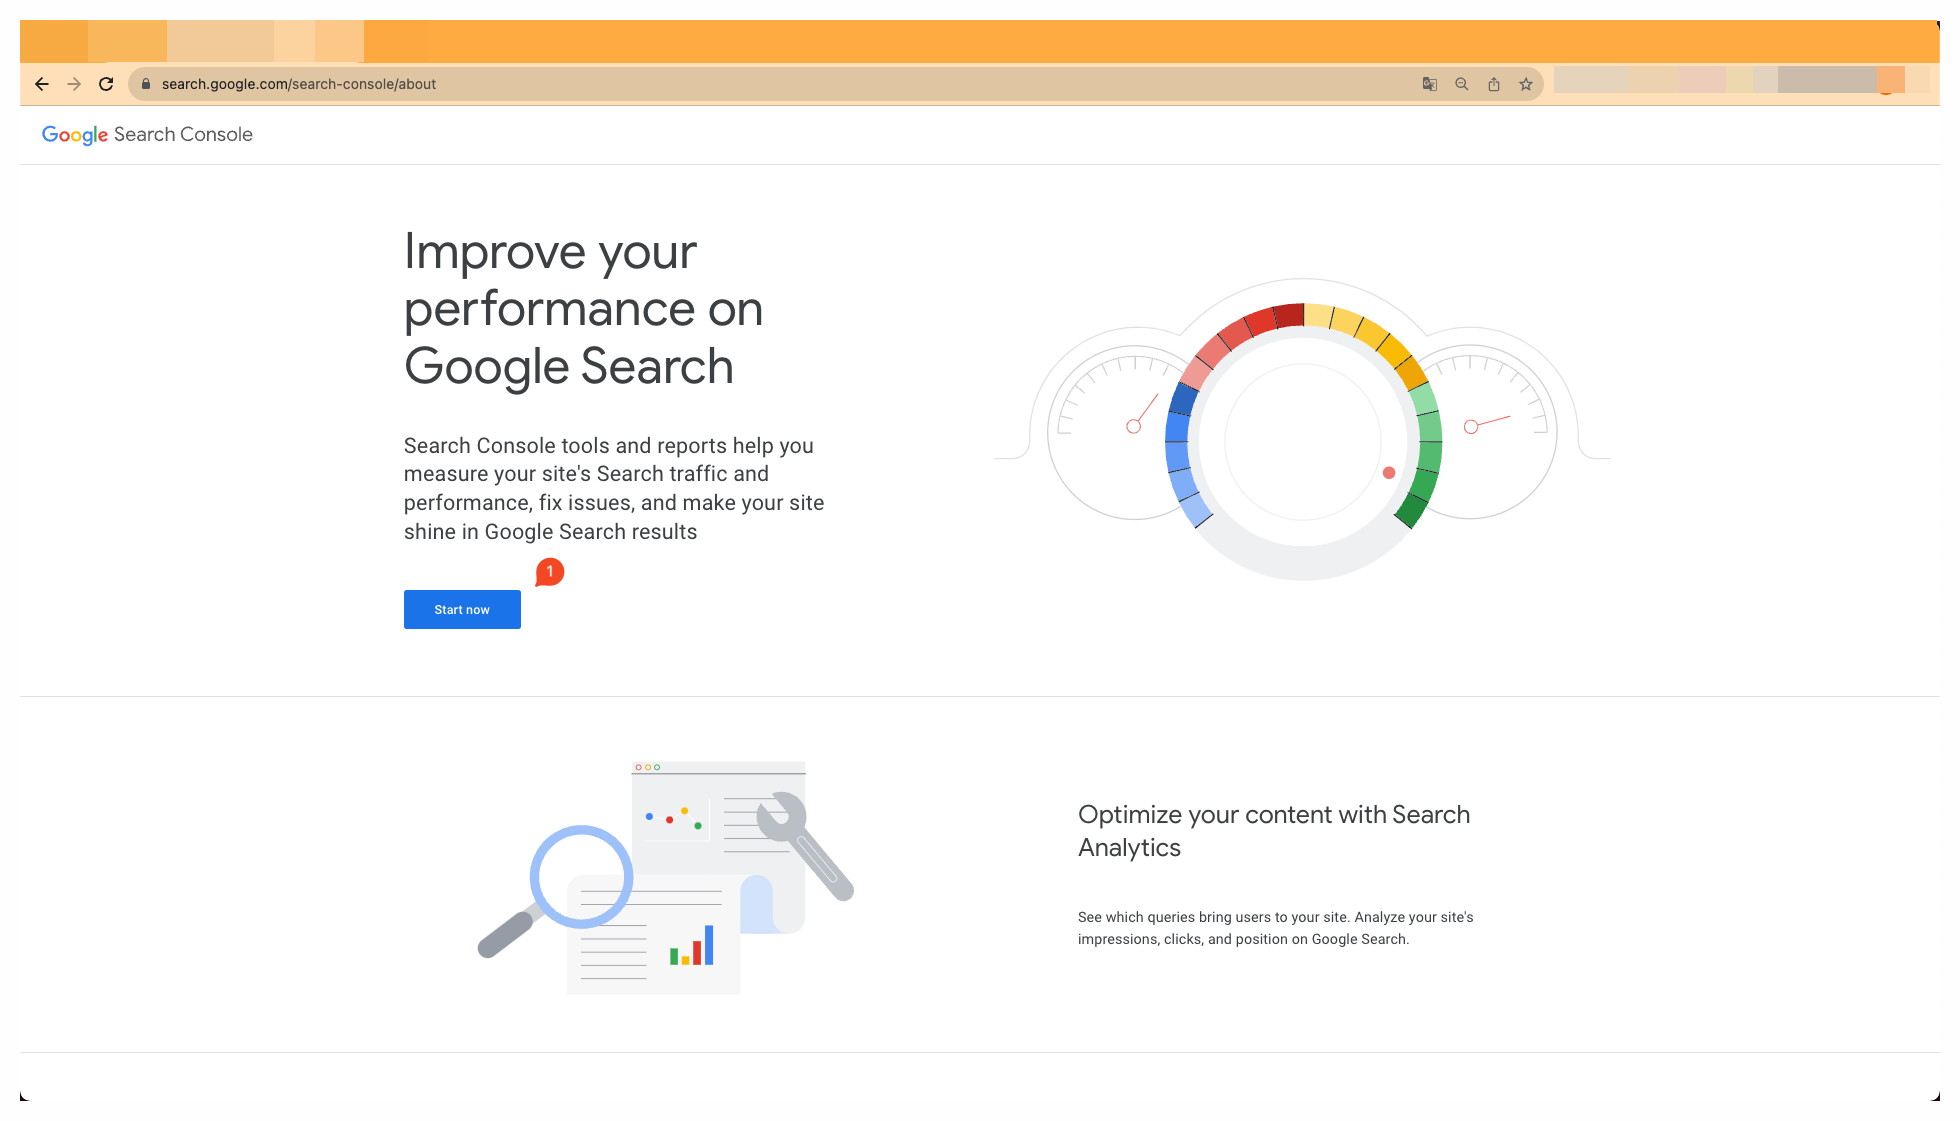 search.google.com/search-console/about
Google Search Console
Improve your
performance on
Google Search
Search Console tools and reports help you
measure your site's Search traffic and
performance, fix issues, and make your site
shine in Google Search results
1
Start now
Optimize your content with Search
Analytics
See which queries bring users to your site. Analyze your site's
impressions, clicks, and position on Google Search.